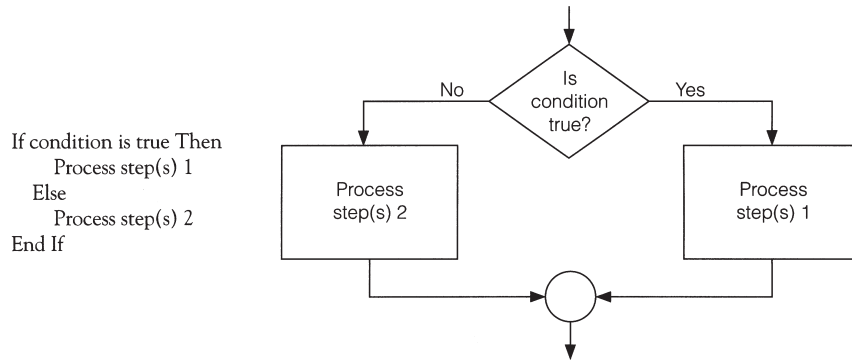 If condition is true Then
Process step(s) 1
Else
Process step(s) 2
End If
Is
condition
true?
No
Yes
Process
step(s) 2
Process
step(s) 1